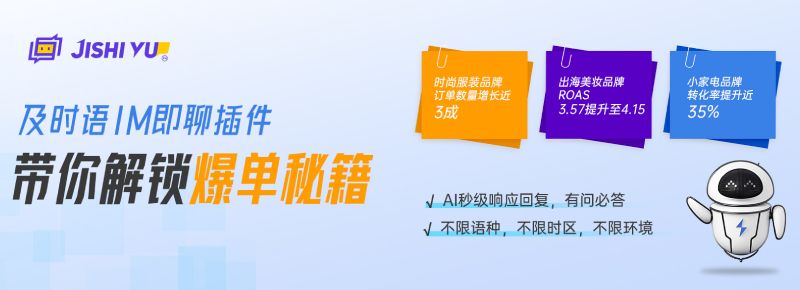 JISHI YU
及时语IM即聊插件
带你解锁爆单秘籍
时尚服装品牌
订单数量增长近
3成
出海美妆品牌
ROAS
3.57提升至4.15
小家电品牌
转化率提升近
35%
√ AI秒级响应回复，有问必答
√ 不限语种，不限时区，不限环境